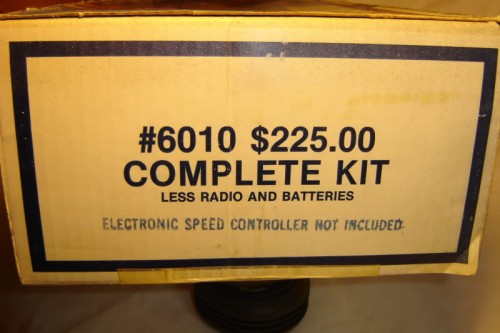 #6010 $225.00
COMPLETE KIT
LESS RADIO AND BATTERIES
ELECTRONIC SPEED CONTROLLER NOT INCLUDED